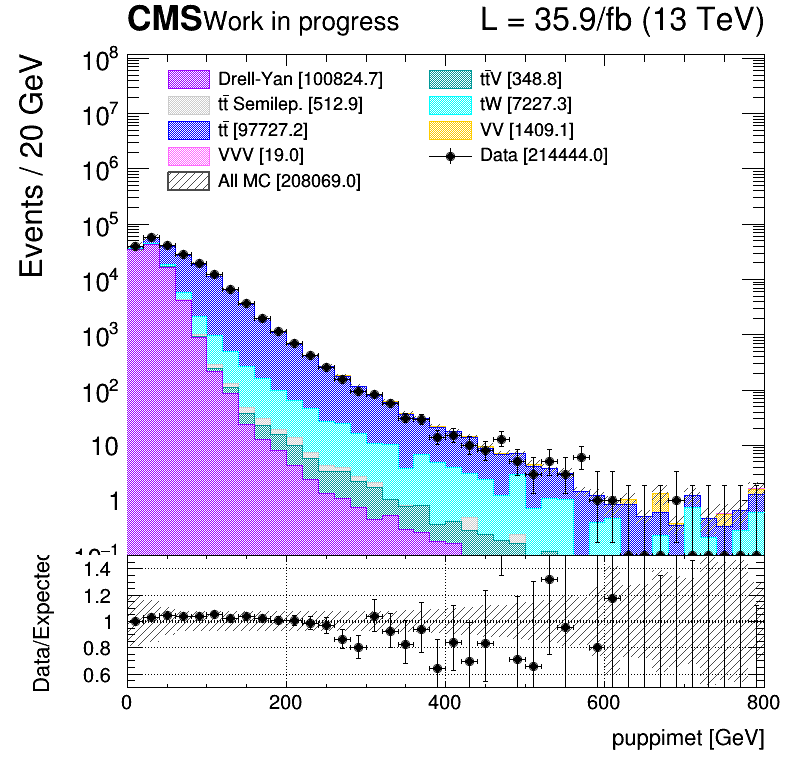 CMS Work in progress L = 35.9/fb (13 TeV)
Events / 20 GeV
10⁸
10⁷
10⁶
10⁵
10⁴
10³
10²
10
1
10⁻¹
Drell-Yan [100824.7]
tt̄ Semilep. [512.9]
tt̄ [97727.2]
VVV [19.0]
All MC [208069.0]
tt̄V [348.8]
tW [7227.3]
VV [1409.1]
Data [214444.0]
Data/Expected
1.4
1.2
1
0.8
0.6
0 200 400 600 800
puppimet [GeV]